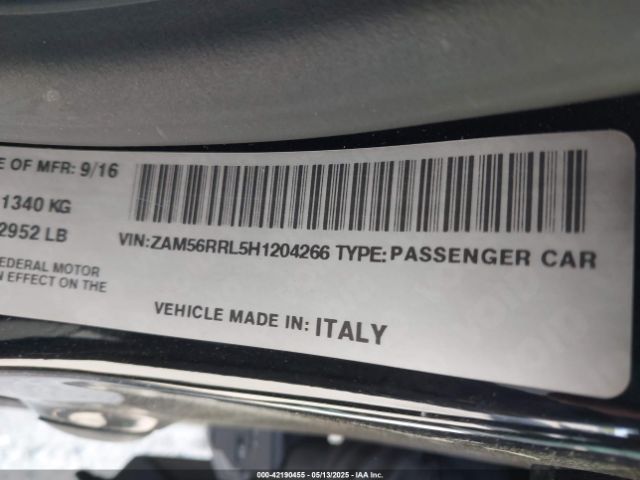 E OF MFR: 9/16
1340 KG
2952 LB
VIN:ZAM56RRL5H1204266 TYPE: PASSENGER CAR
EDERAL MOTOR
N EFFECT ON THE
VEHICLE MADE IN: ITALY
000-42190455 - 05/13/2025 - IAA Inc.